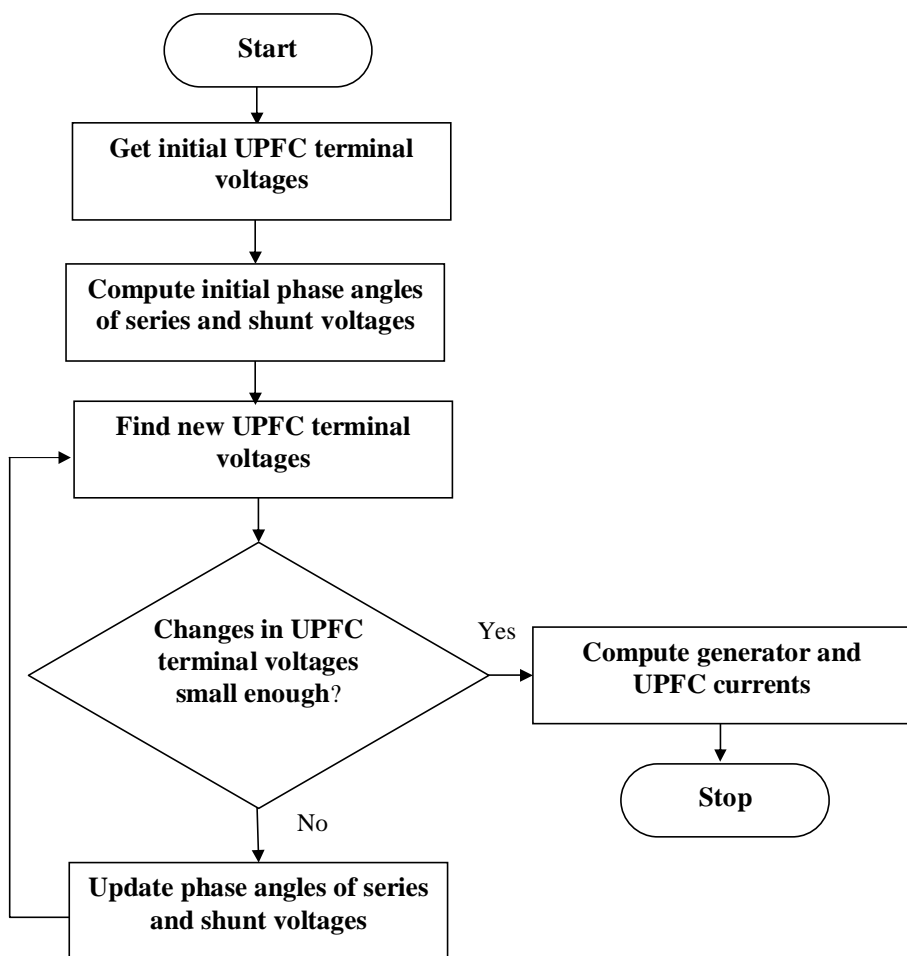 Start
Get initial UPFC terminal
voltages
Compute initial phase angles
of series and shunt voltages
Find new UPFC terminal
voltages
Changes in UPFC
terminal voltages
small enough?
Yes
Compute generator and
UPFC currents
Stop
No
Update phase angles of series
and shunt voltages